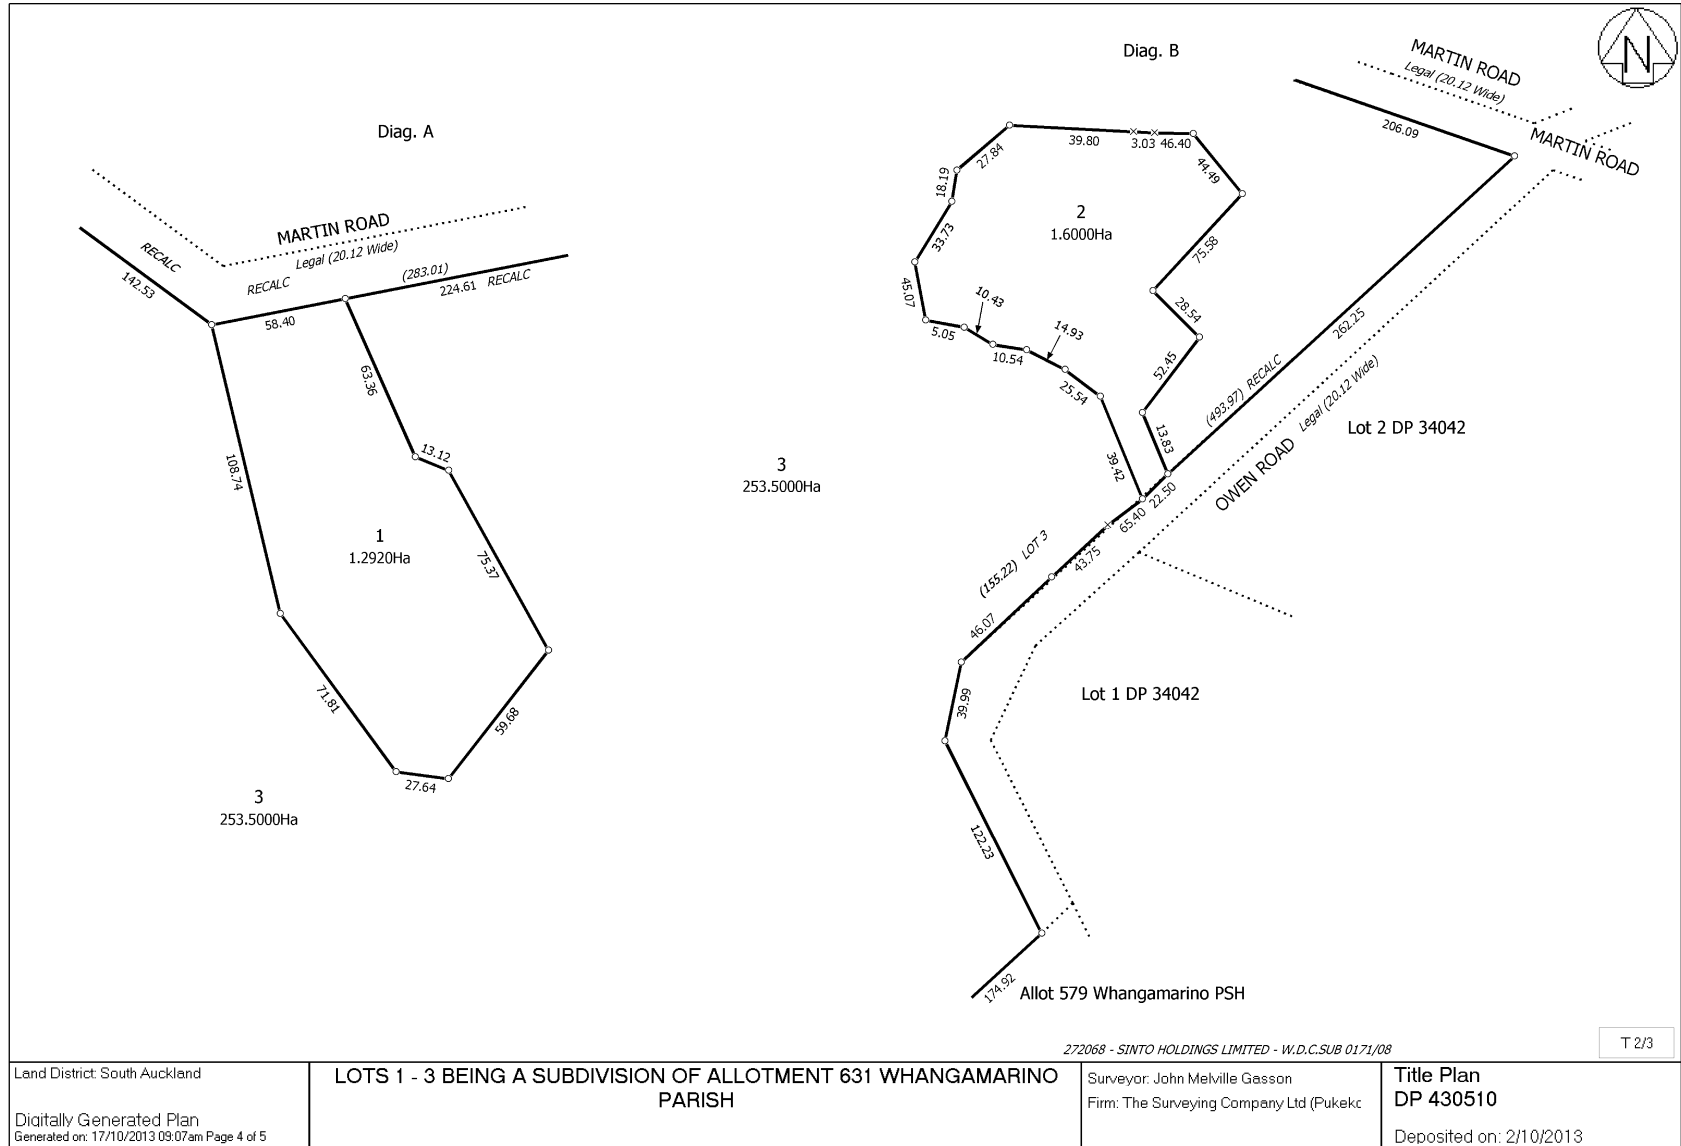 Diag. A
Diag. B
N
MARTIN ROAD
Legal (20.12 Wide)
MARTIN ROAD
206.09
MARTIN ROAD
Legal (20.12 Wide)
RECALC
142.53
RECALC
58.40
(283.01)
224.61 RECALC
63.36
13.12
108.74
75.37
1
1.2920Ha
71.81
59.68
27.64
3
253.5000Ha
3
253.5000Ha
39.80
3.03
46.40
27.84
18.19
44.49
33.73
2
1.6000Ha
75.58
45.07
10.43
28.54
5.05
14.93
10.54
52.45
25.54
13.83
39.42
262.25
(493.97) RECALC
Legal (20.12 Wide)
OWEN ROAD
Lot 2 DP 34042
22.50
65.40
43.75
(155.22) LOT 3
46.07
39.99
Lot 1 DP 34042
122.23
174.92
Allot 579 Whangamarino PSH
272068 - SINTO HOLDINGS LIMITED - W.D.C.SUB 0171/08
T 2/3
Land District: South Auckland
Digitally Generated Plan
Generated on: 17/10/2013 09:07am Page 4 of 5
LOTS 1 - 3 BEING A SUBDIVISION OF ALLOTMENT 631 WHANGAMARINO
PARISH
Surveyor: John Melville Gasson
Firm: The Surveying Company Ltd (Pukekc
Title Plan
DP 430510
Deposited on: 2/10/2013